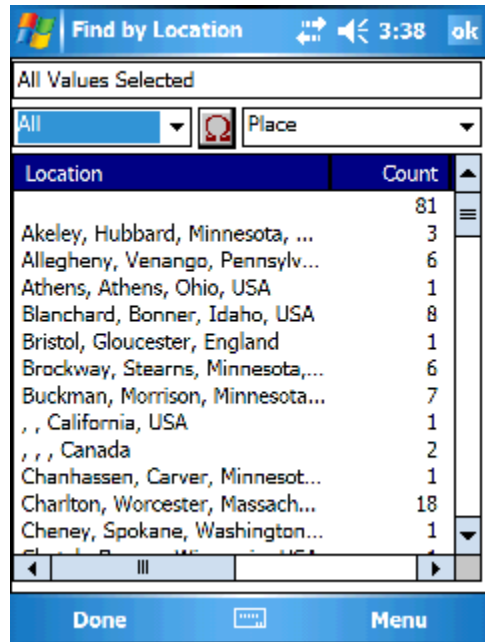 Find by Location 3:38 ok
All Values Selected
All Ω Place
Location Count
81
Akeley, Hubbard, Minnesota, ... 3
Allegheny, Venango, Pennsylv... 6
Athens, Athens, Ohio, USA 1
Blanchard, Bonner, Idaho, USA 8
Bristol, Gloucester, England 1
Brockway, Stearns, Minnesota,... 6
Buckman, Morrison, Minnesota... 7
, , California, USA 1
, , , Canada 2
Chanhassen, Carver, Minnesot... 1
Charlton, Worcester, Massach... 18
Cheney, Spokane, Washington... 1
Done Menu